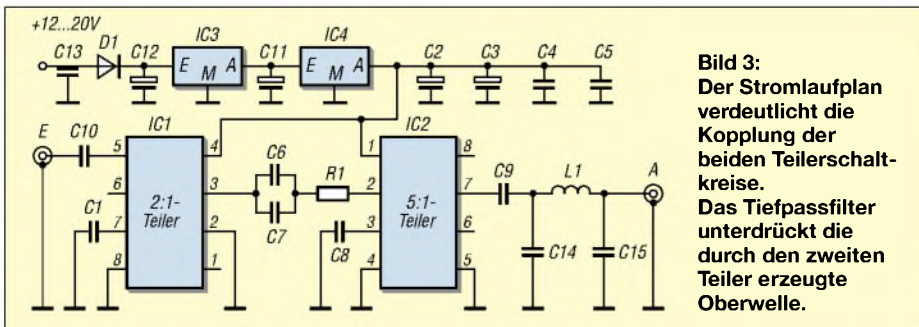 +12...20V
C13
D1
C12
IC3
E
M
A
C11
IC4
E
M
A
C2
C3
C4
C5
E
C10
IC1
5
4
6
3
7
2
8
1
2:1-
Teiler
C1
C6
C7
R1
IC2
1
8
2
7
3
6
4
5
5:1-
Teiler
C8
C9
L1
A
C14
C15
Bild 3:
Der Stromlaufplan
verdeutlicht die
Kopplung der
beiden Teilerschalt-
kreise.
Das Tiefpassfilter
unterdrückt die
durch den zweiten
Teiler erzeugte
Oberwelle.